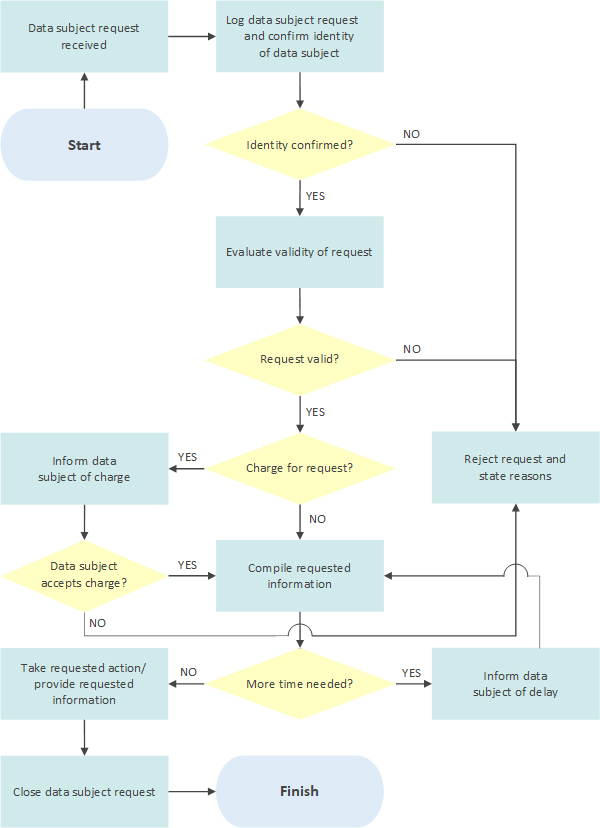 Data subject request
received
Log data subject request
and confirm identity
of data subject
Start
Identity confirmed?
NO
YES
Evaluate validity of request
Request valid?
NO
YES
Inform data
subject of charge
YES
Charge for request?
Reject request and
state reasons
NO
Data subject
accepts charge?
YES
Compile requested
information
NO
Take requested action/
provide requested
information
NO
More time needed?
YES
Inform data
subject of delay
Close data subject request
Finish